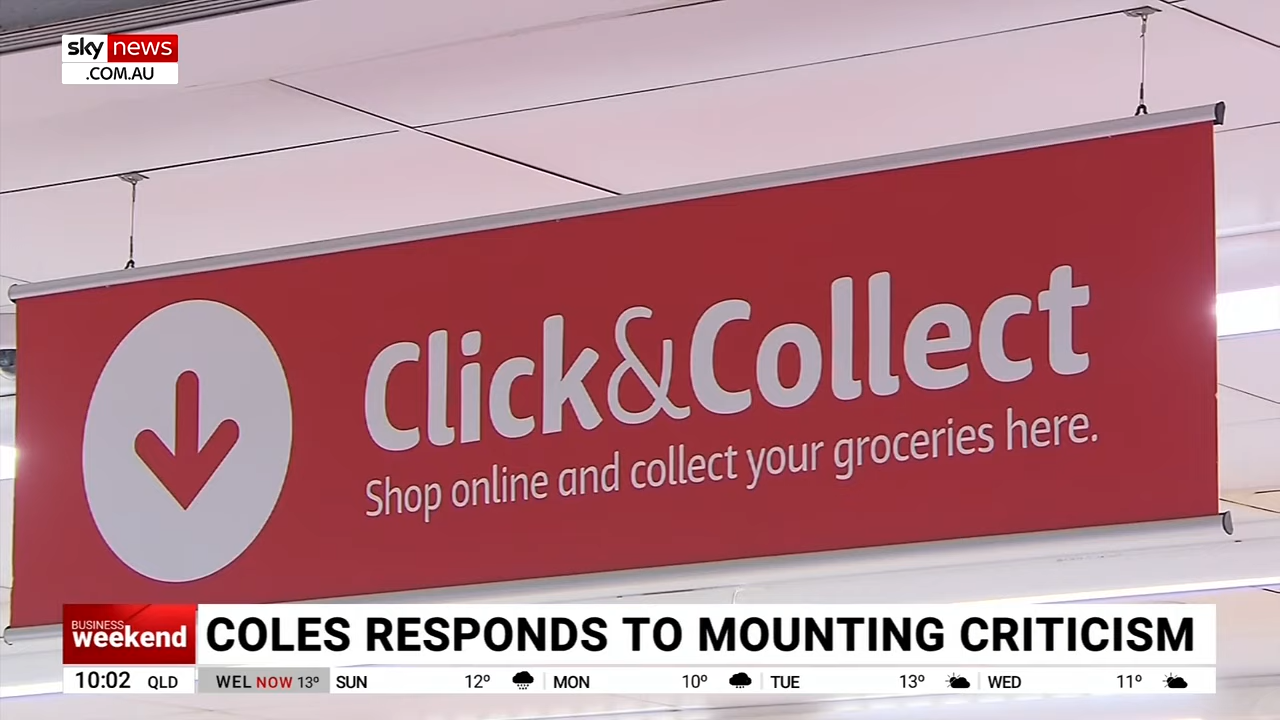 sky news
.COM.AU
Click&Collect
Shop online and collect your groceries here.
BUSINESS
weekend
COLES RESPONDS TO MOUNTING CRITICISM
10:02 QLD WEL NOW 13° SUN 12° MON 10° TUE 13° WED 11°